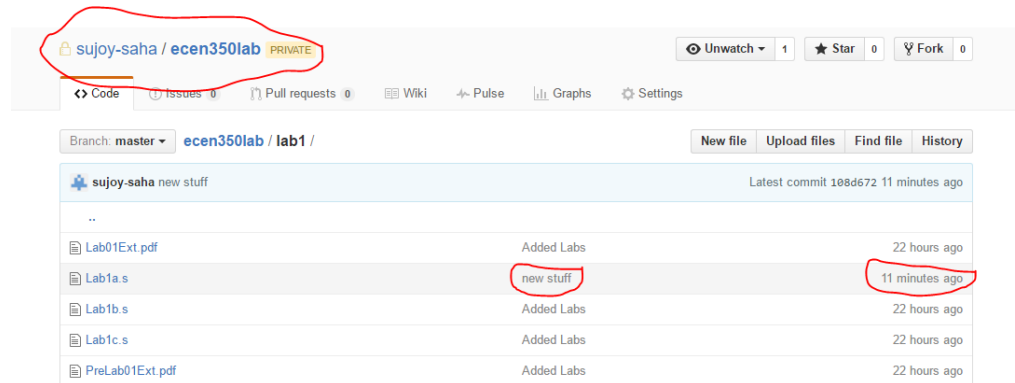 sujoy-saha / ecen350lab PRIVATE
Unwatch 1 Star 0 Fork 0
<> Code Issues 0 Pull requests 0 Wiki Pulse Graphs Settings
Branch: master ecen350lab / lab1 /
New file Upload files Find file History
sujoy-saha new stuff Latest commit 108d672 11 minutes ago
..
Lab01Ext.pdf Added Labs 22 hours ago
Lab1a.s new stuff 11 minutes ago
Lab1b.s Added Labs 22 hours ago
Lab1c.s Added Labs 22 hours ago
PreLab01Ext.pdf Added Labs 22 hours ago